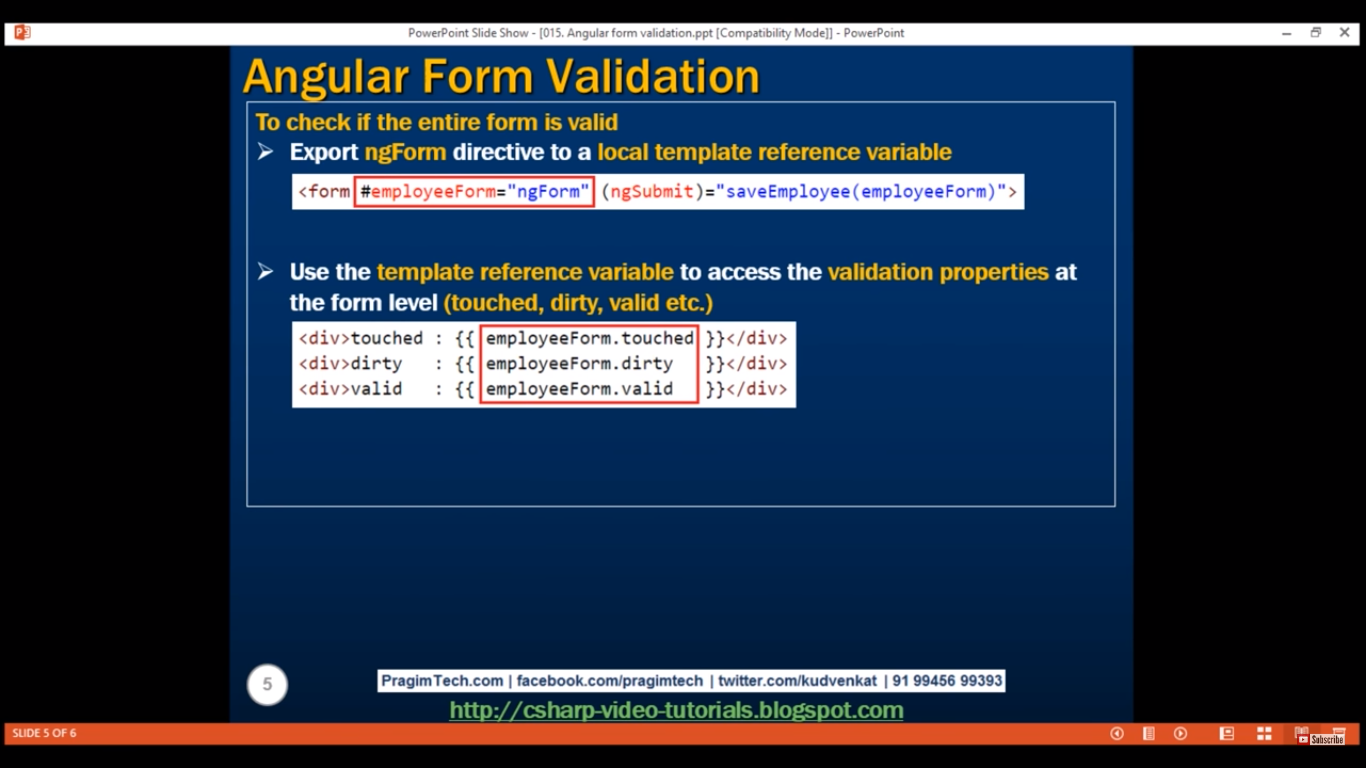 PowerPoint Slide Show - [015. Angular form validation.ppt [Compatibility Mode]] - PowerPoint
Angular Form Validation
To check if the entire form is valid
Export ngForm directive to a local template reference variable
<form #employeeForm="ngForm" (ngSubmit)="saveEmployee(employeeForm)">
Use the template reference variable to access the validation properties at
the form level (touched, dirty, valid etc.)
<div>touched : {{ employeeForm.touched }}</div>
<div>dirty : {{ employeeForm.dirty }}</div>
<div>valid : {{ employeeForm.valid }}</div>
5
PragimTech.com | facebook.com/pragimtech | twitter.com/kudvenkat | 91 99456 99393
http://csharp-video-tutorials.blogspot.com
SLIDE 5 OF 6
Subscribe